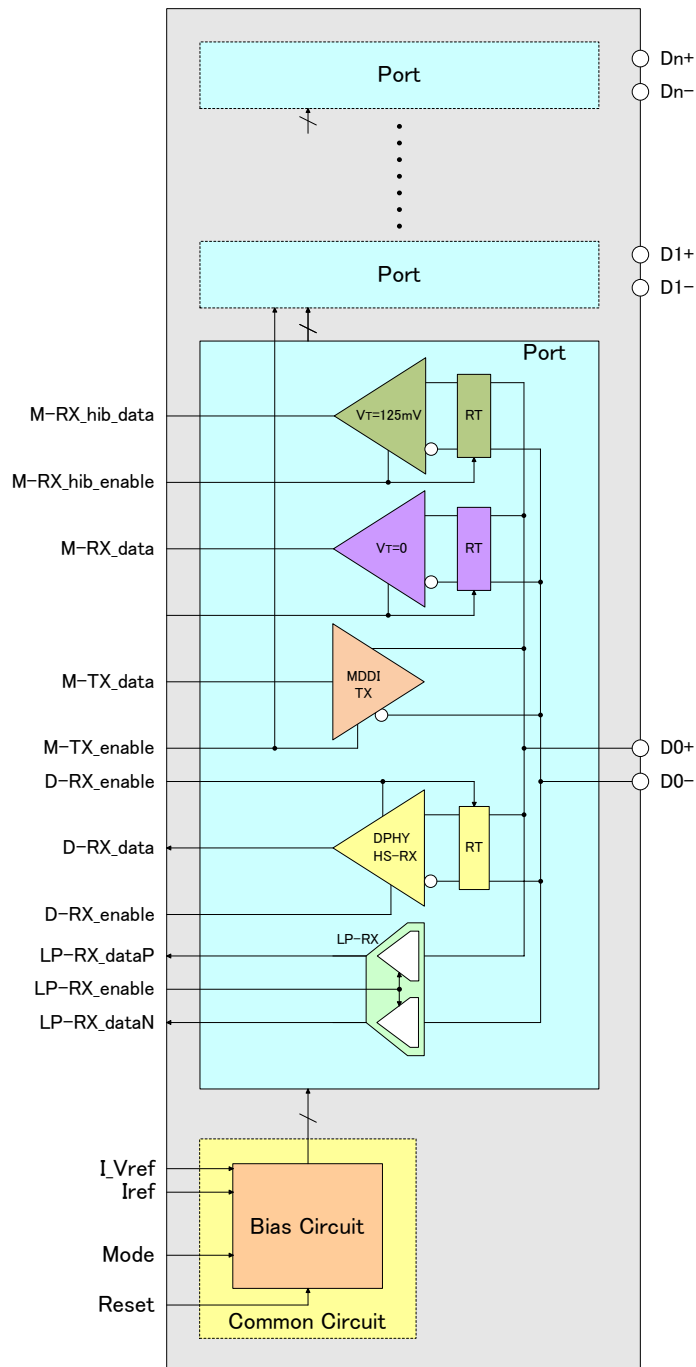 Port
Dn+
Dn−
Port
D1+
D1−
Port
M−RX_hib_data
VT=125mV
RT
M−RX_hib_enable
M−RX_data
VT=0
RT
M−TX_data
MDDI
TX
M−TX_enable
D0+
D−RX_enable
D0−
D−RX_data
DPHY
HS−RX
RT
D−RX_enable
LP−RX
LP−RX_dataP
LP−RX_enable
LP−RX_dataN
I_Vref
Iref
Bias Circuit
Mode
Reset
Common Circuit